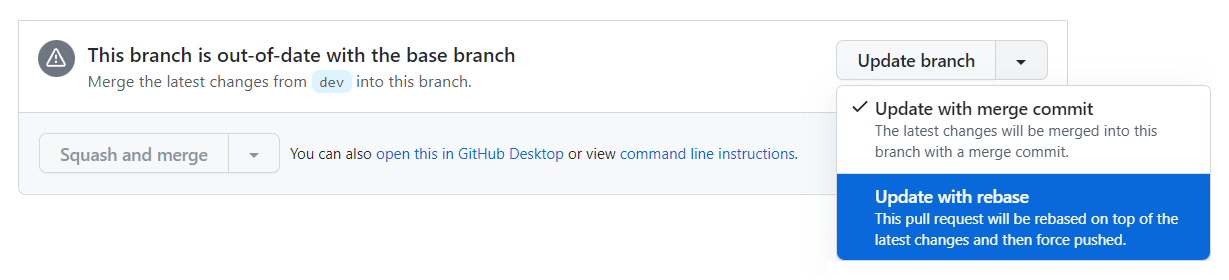 This branch is out-of-date with the base branch
Merge the latest changes from dev into this branch.
Update branch
Update with merge commit
The latest changes will be merged into this
branch with a merge commit.
Update with rebase
This pull request will be rebased on top of the
latest changes and then force pushed.
Squash and merge
You can also open this in GitHub Desktop or view command line instructions.